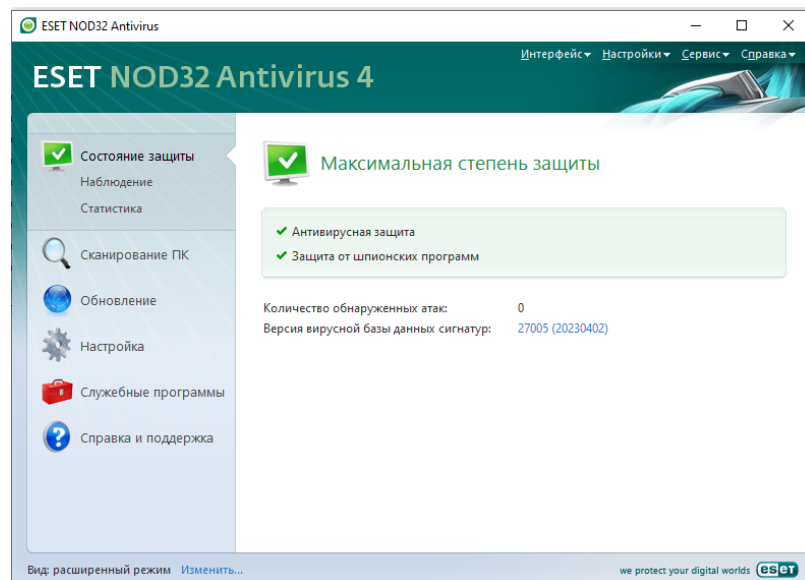 ESET NOD32 Antivirus
Интерфейс Настройки Сервис Справка
ESET NOD32 Antivirus 4
Состояние защиты
Наблюдение
Статистика
Сканирование ПК
Обновление
Настройка
Служебные программы
Справка и поддержка
Максимальная степень защиты
Антивирусная защита
Защита от шпионских программ
Количество обнаруженных атак: 0
Версия вирусной базы данных сигнатур: 27005 (20230402)
Вид: расширенный режим Изменить...
we protect your digital worlds eset